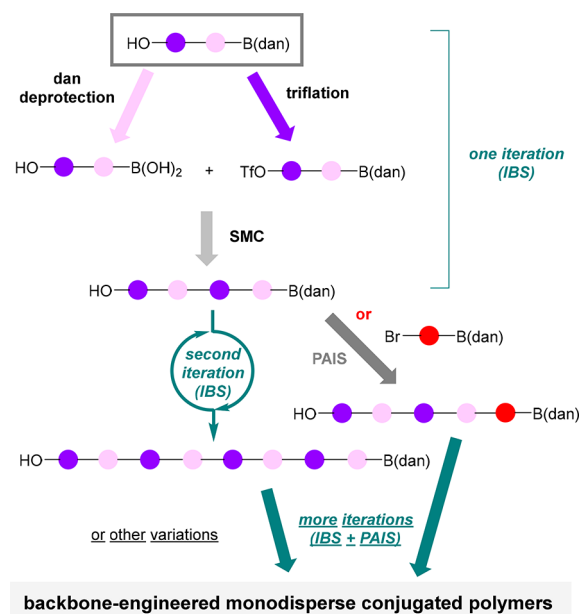 HO B(dan)
dan
deprotection
triflation
HO B(OH)₂ + TfO B(dan)
one iteration
(IBS)
SMC
HO B(dan)
or
Br B(dan)
PAIS
second
iteration
(IBS)
HO B(dan)
HO B(dan)
or other variations
more iterations
(IBS + PAIS)
backbone-engineered monodisperse conjugated polymers